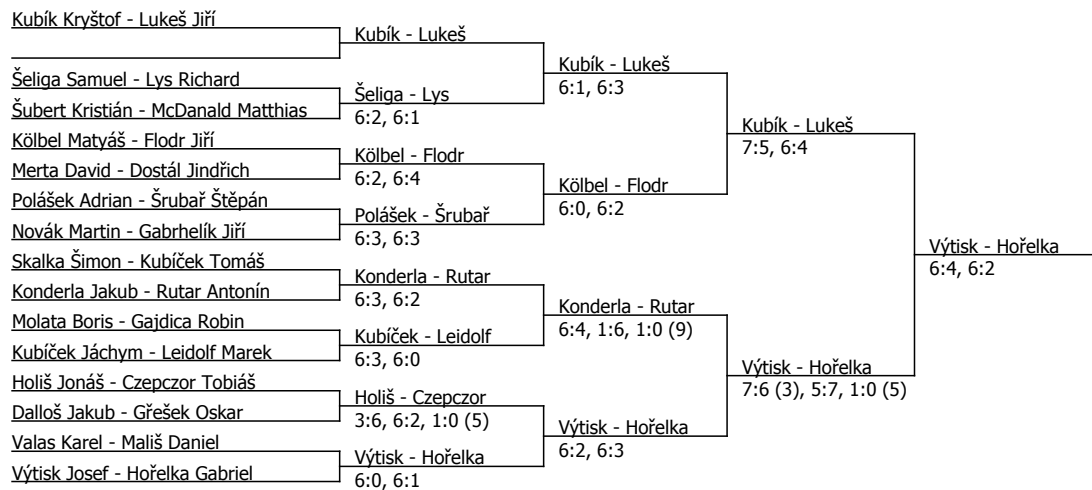 Kubík Kryštof - Lukeš Jiří
Šeliga Samuel - Lys Richard
Šubert Kristián - McDanald Matthias
Kölbel Matyáš - Flodr Jiří
Merta David - Dostál Jindřich
Polášek Adrian - Šrubař Štěpán
Novák Martin - Gabrhelík Jiří
Skalka Šimon - Kubíček Tomáš
Konderla Jakub - Rutar Antonín
Molata Boris - Gajdica Robin
Kubíček Jáchym - Leidolf Marek
Holiš Jonáš - Czepczor Tobiáš
Dalloš Jakub - Gřešek Oskar
Valas Karel - Mališ Daniel
Výtisk Josef - Hořelka Gabriel
Kubík - Lukeš
Šeliga - Lys
6:2, 6:1
Kölbel - Flodr
6:2, 6:4
Polášek - Šrubař
6:3, 6:3
Konderla - Rutar
6:3, 6:2
Kubíček - Leidolf
6:3, 6:0
Holiš - Czepczor
3:6, 6:2, 1:0 (5)
Výtisk - Hořelka
6:0, 6:1
Kubík - Lukeš
6:1, 6:3
Kölbel - Flodr
6:0, 6:2
Konderla - Rutar
6:4, 1:6, 1:0 (9)
Výtisk - Hořelka
6:2, 6:3
Kubík - Lukeš
7:5, 6:4
Výtisk - Hořelka
7:6 (3), 5:7, 1:0 (5)
Výtisk - Hořelka
6:4, 6:2